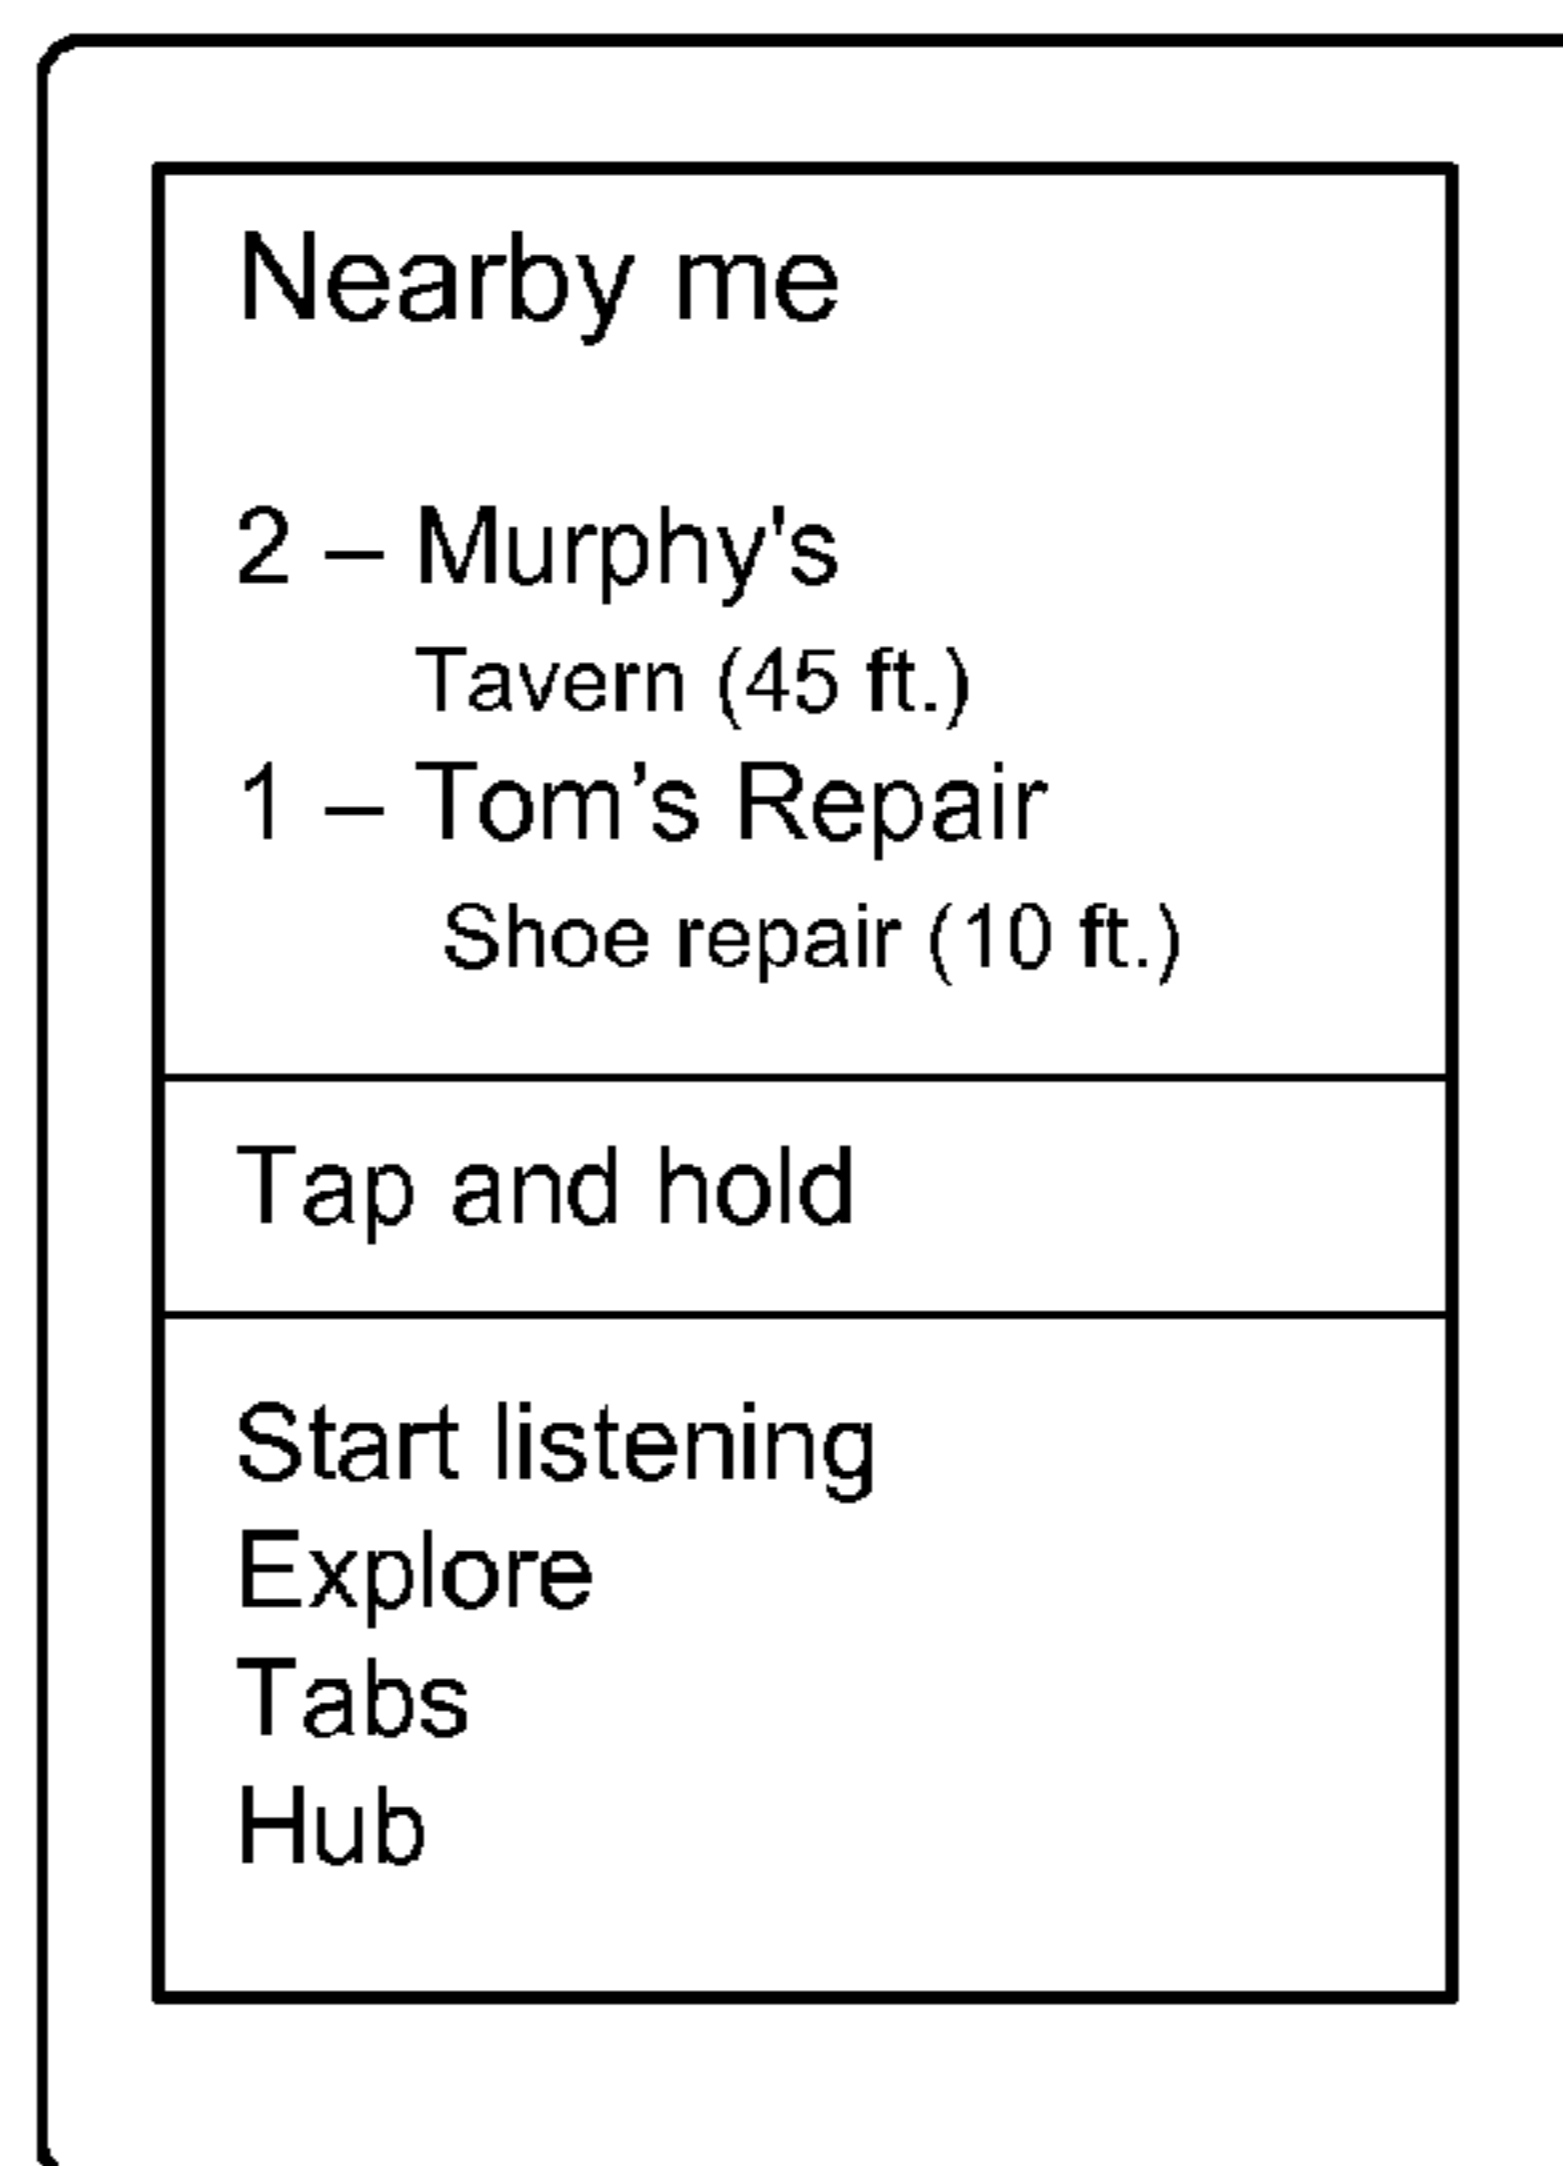 Nearby me
2 – Murphy's
Tavern (45 ft.)
1 – Tom’s Repair
Shoe repair (10 ft.)
Tap and hold
Start listening
Explore
Tabs
Hub